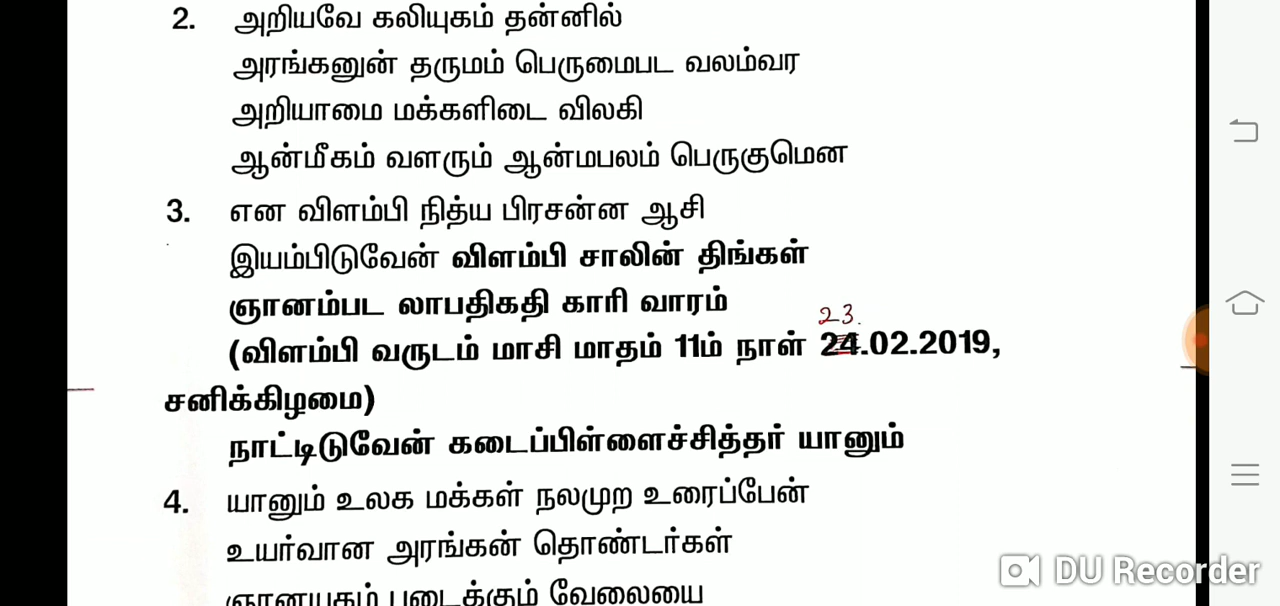 2. அறியவே கலியுகம் தன்னில்
அரங்கனுன் தருமம் பெருமைபட வலம்வர
அறியாமை மக்களிடை விலகி
ஆன்மீகம் வளரும் ஆன்மபலம் பெருகுமென
3. என விளம்பி நித்ய பிரசன்ன ஆசி
இயம்பிடுவேன் விளம்பி சாலின் திங்கள்
ஞானம்பட லாபதிகதி காரி வாரம்
23.
(விளம்பி வருடம் மாசி மாதம் 11ம் நாள் 24.02.2019,
சனிக்கிழமை)
நாட்டிடுவேன் கடைப்பிள்ளைச்சித்தர் யானும்
4. யானும் உலக மக்கள் நலமுற உரைப்பேன்
உயர்வான அரங்கன் தொண்டர்கள்
ஞானயுகம் படைக்கும் வேலையை
DU Recorder